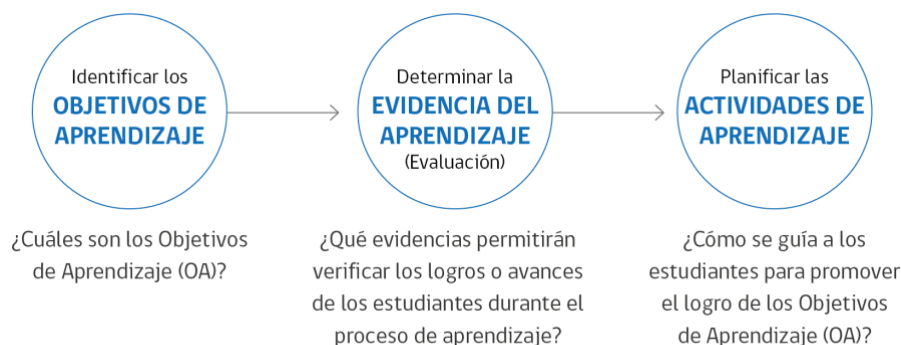 Identificar los
OBJETIVOS DE
APRENDIZAJE
¿Cuáles son los Objetivos
de Aprendizaje (OA)?
Determinar la
EVIDENCIA DEL
APRENDIZAJE
(Evaluación)
¿Qué evidencias permitirán
verificar los logros o avances
de los estudiantes durante el
proceso de aprendizaje?
Planificar las
ACTIVIDADES DE
APRENDIZAJE
¿Cómo se guía a los
estudiantes para promover
el logro de los Objetivos
de Aprendizaje (OA)?